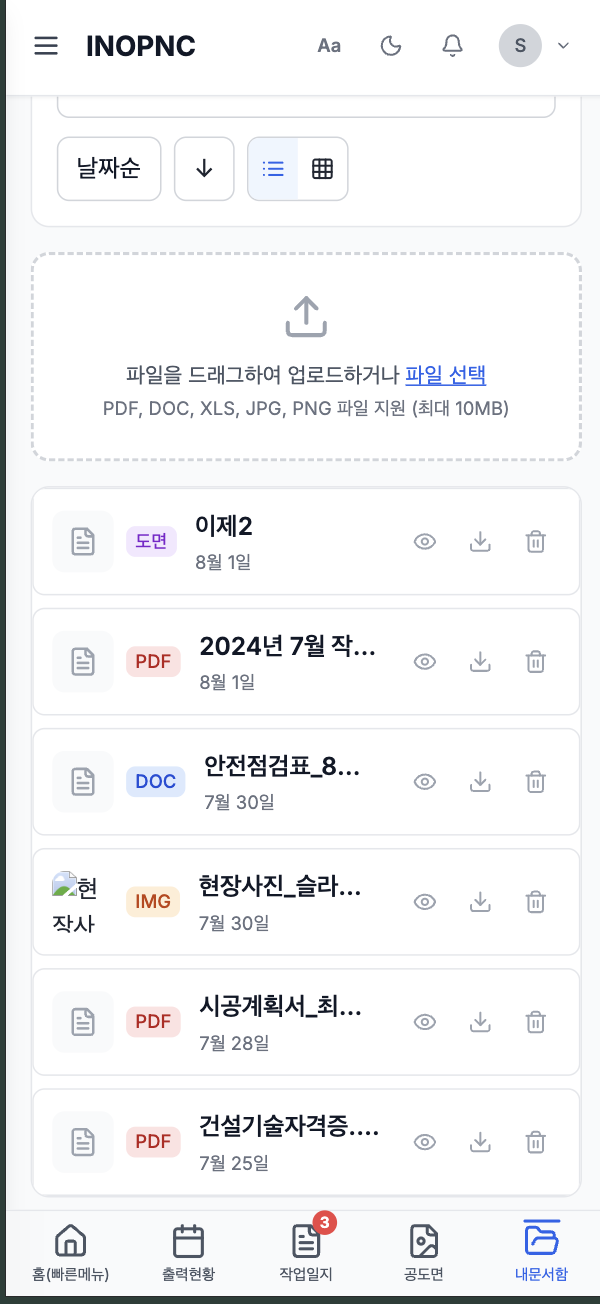 INOPNC Aa S
날짜순
파일을 드래그하여 업로드하거나 파일 선택
PDF, DOC, XLS, JPG, PNG 파일 지원 (최대 10MB)
도면 이제2
8월 1일
PDF 2024년 7월 작...
8월 1일
DOC 안전점검표_8...
7월 30일
현
장사
IMG 현장사진_슬라...
7월 30일
PDF 시공계획서_최...
7월 28일
PDF 건설기술자격증....
7월 25일
3
홈(빠른메뉴) 출력현황 작업일지 공도면 내문서함